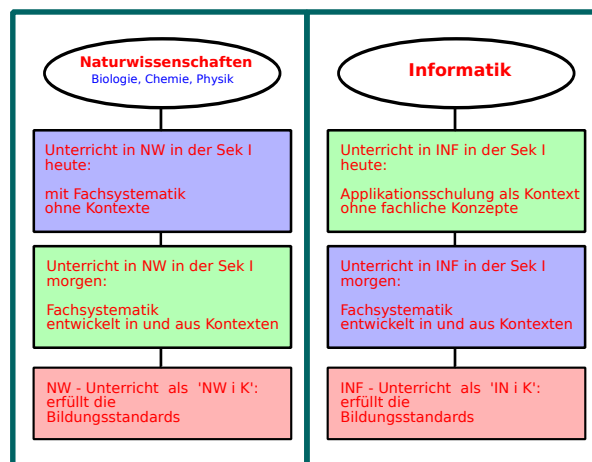 Naturwissenschaften
Biologie, Chemie, Physik
Unterricht in NW in der Sek I
heute:
mit Fachsystematik
ohne Kontexte
Unterricht in NW in der Sek I
morgen:
Fachsystematik
entwickelt in und aus Kontexten
NW - Unterricht als 'NW i K':
erfüllt die
Bildungsstandards
Informatik
Unterricht in INF in der Sek I
heute:
Applikationsschulung als Kontext
ohne fachliche Konzepte
Unterricht in INF in der Sek I
morgen:
Fachsystematik
entwickelt in und aus Kontexten
INF - Unterricht als 'IN i K':
erfüllt die
Bildungsstandards